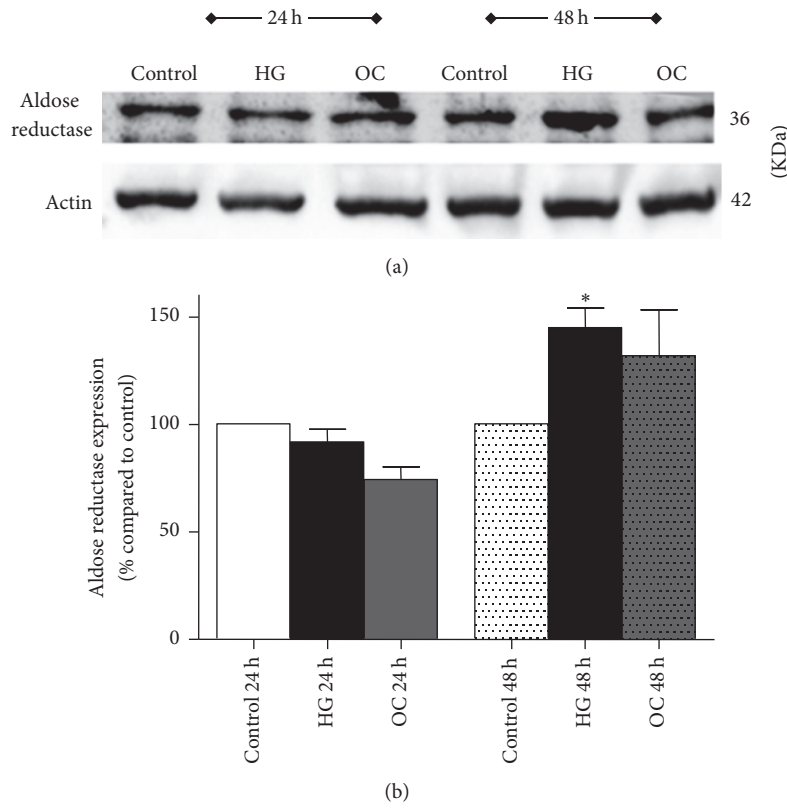 24 h 48 h
Control HG OC Control HG OC
Aldose
reductase
36
Actin
42
(KDa)
(a)
150
100
50
0
Aldose reductase expression
(% compared to control)
*
Control 24 h
HG 24 h
OC 24 h
Control 48 h
HG 48 h
OC 48 h
(b)